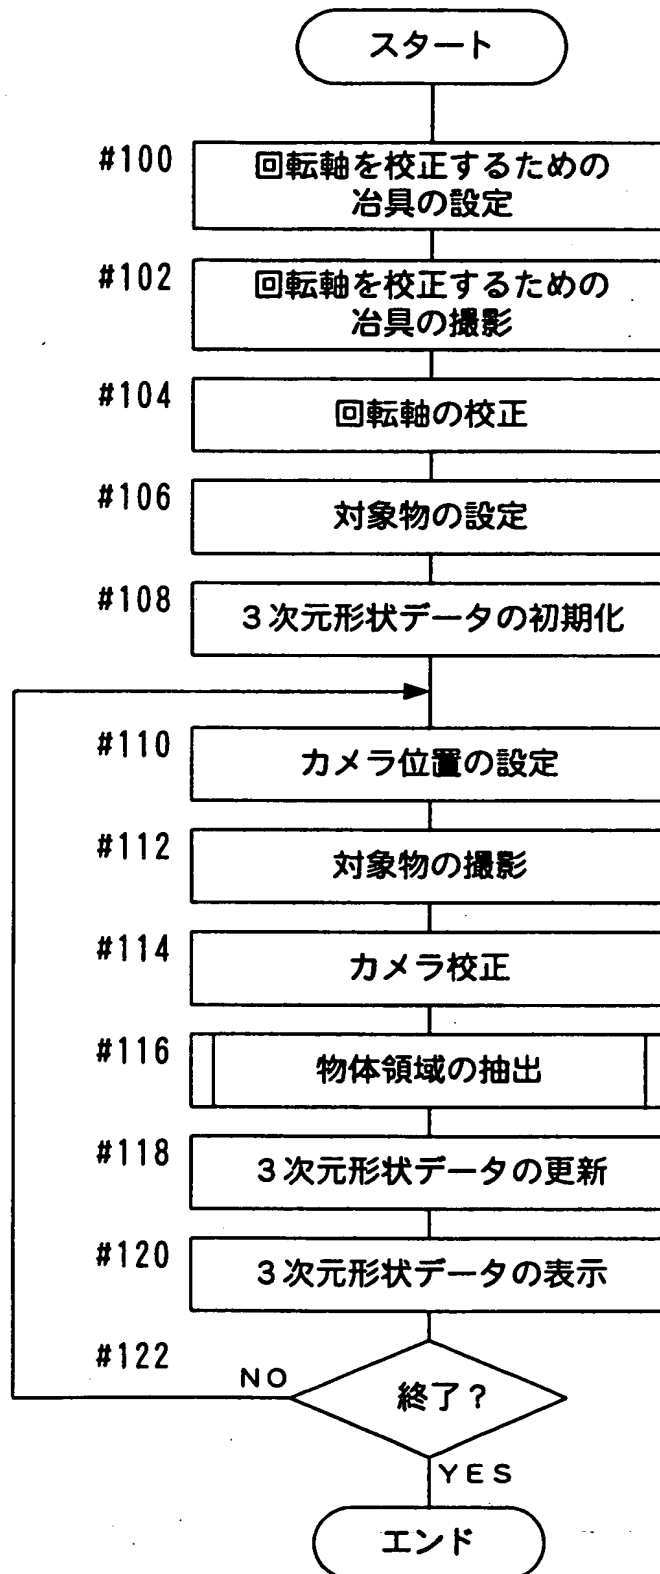 スタート
#100
回転軸を校正するための
冶具の設定
#102
回転軸を校正するための
冶具の撮影
#104
回転軸の校正
#106
対象物の設定
#108
3次元形状データの初期化
#110
カメラ位置の設定
#112
対象物の撮影
#114
カメラ校正
#116
物体領域の抽出
#118
3次元形状データの更新
#120
3次元形状データの表示
#122
NO
終了?
YES
エンド